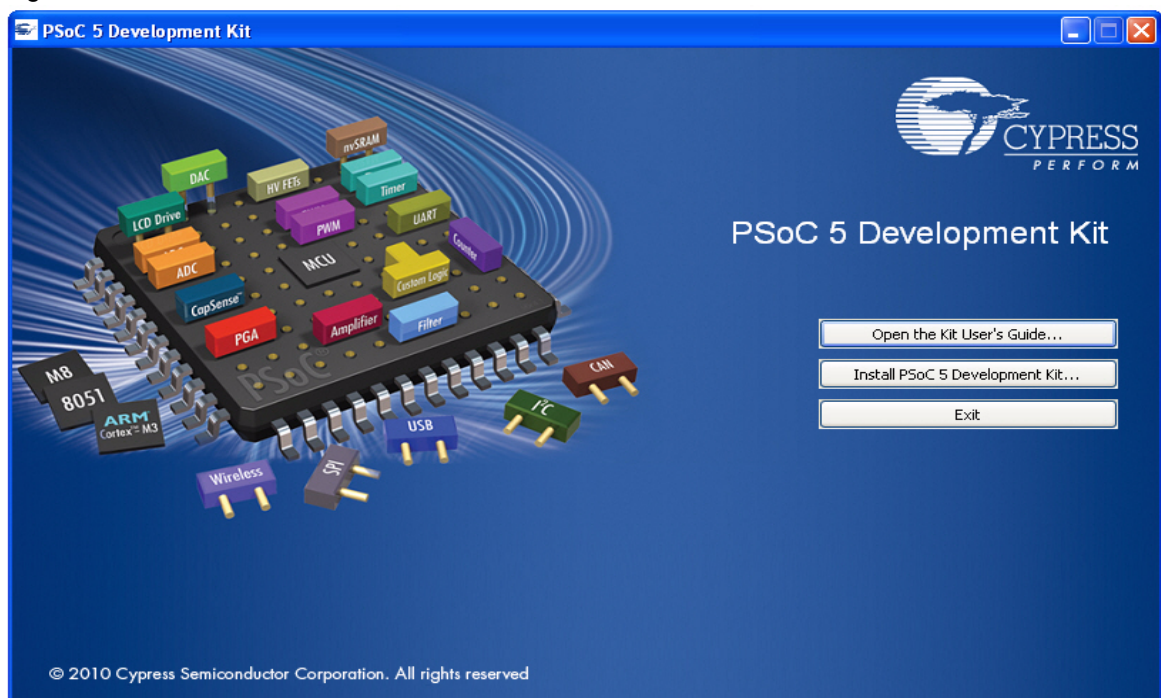 PSoC 5 Development Kit
CYPRESS
PERFORM
PSoC 5 Development Kit
nvSRAM
DAC
HV FETs
Timer
LCD Drive
UART
PWM
Counter
ADC
MCU
Custom Logic
CapSense
PGA
Amplifier
Filter
PSoC®
M8
8051
ARM
Cortex™-M3
CAN
I²C
USB
SPI
Wireless
Open the Kit User's Guide...
Install PSoC 5 Development Kit...
Exit
© 2010 Cypress Semiconductor Corporation. All rights reserved